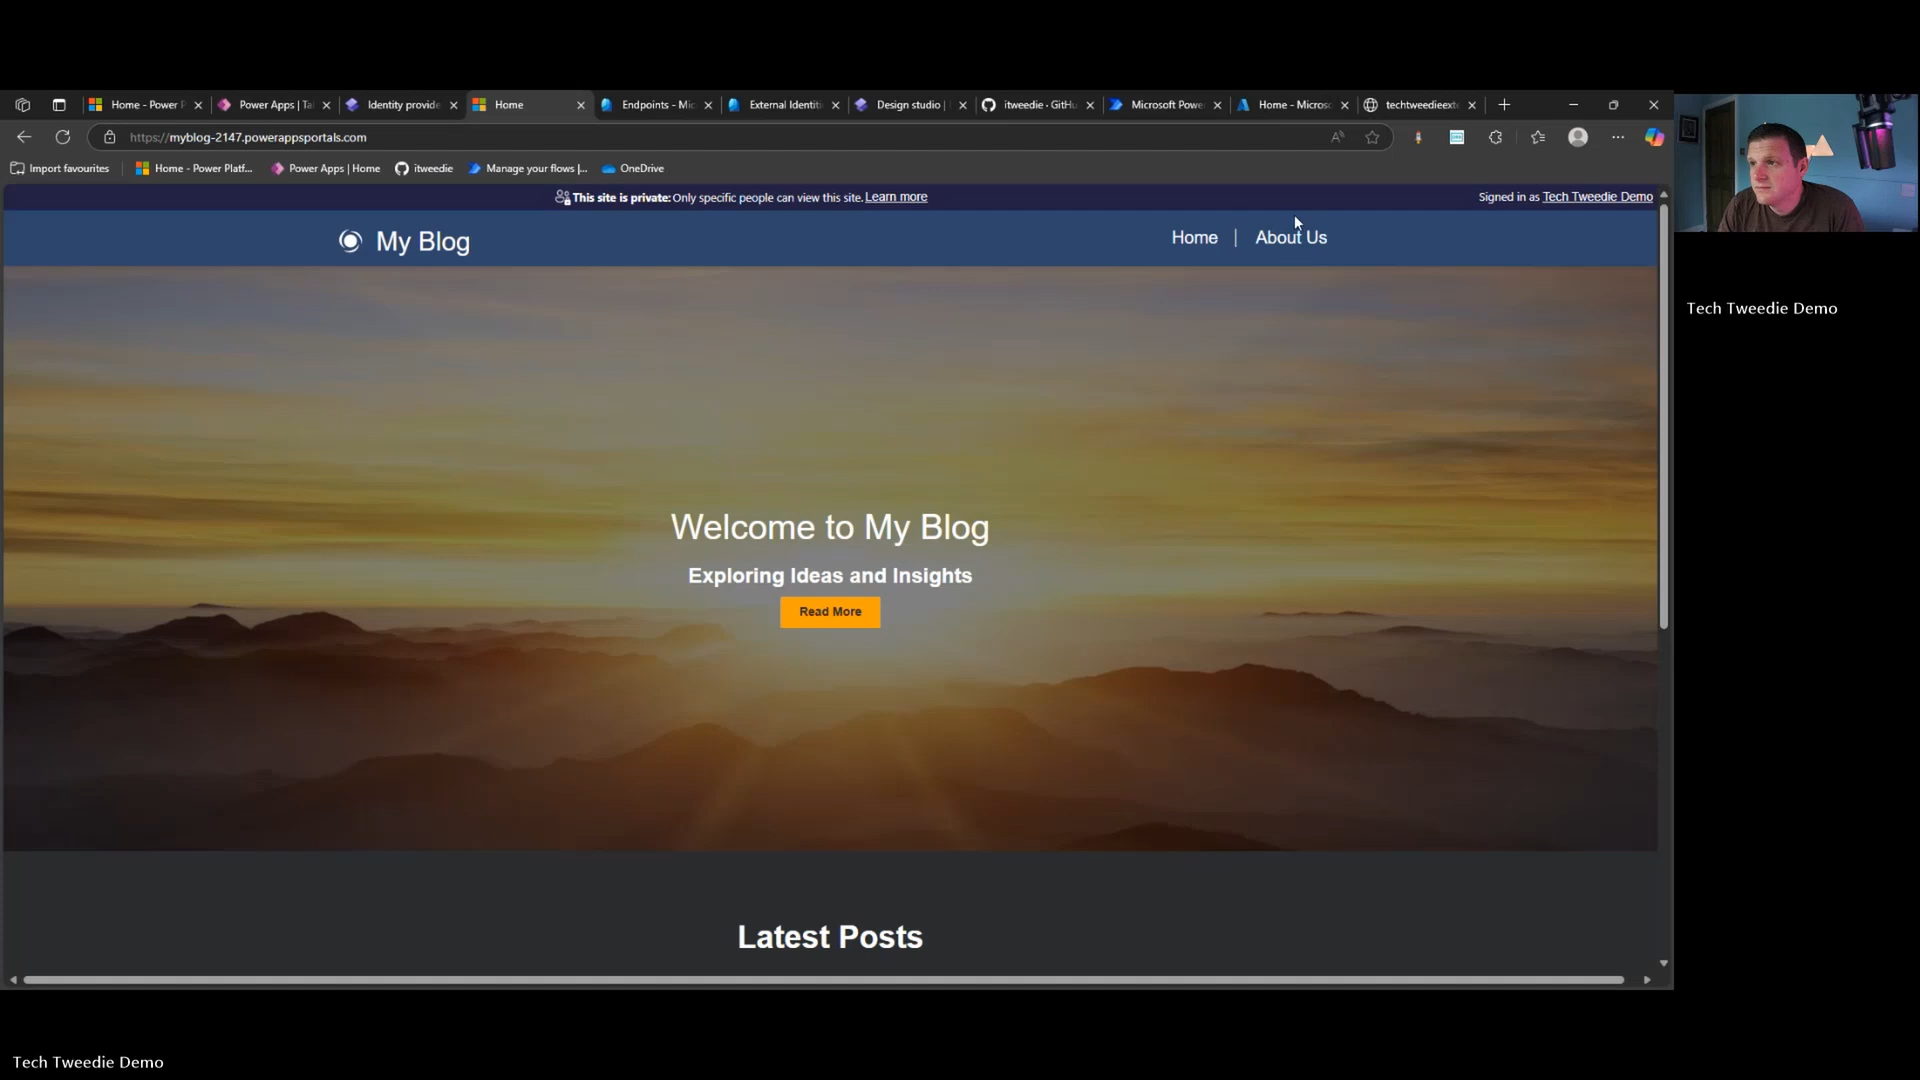 Home - Power P
Power Apps | Ta
Identity provide
Home
Endpoints - Mic
External Identiti
Design studio |
itweedie · GitHu
Microsoft Powe
Home - Microso
techtweedieext
https://myblog-2147.powerappsportals.com
Import favourites
Home - Power Platf...
Power Apps | Home
itweedie
Manage your flows |...
OneDrive
This site is private: Only specific people can view this site. Learn more
Signed in as Tech Tweedie Demo
My Blog
Home | About Us
Tech Tweedie Demo
Welcome to My Blog
Exploring Ideas and Insights
Read More
Latest Posts
Tech Tweedie Demo